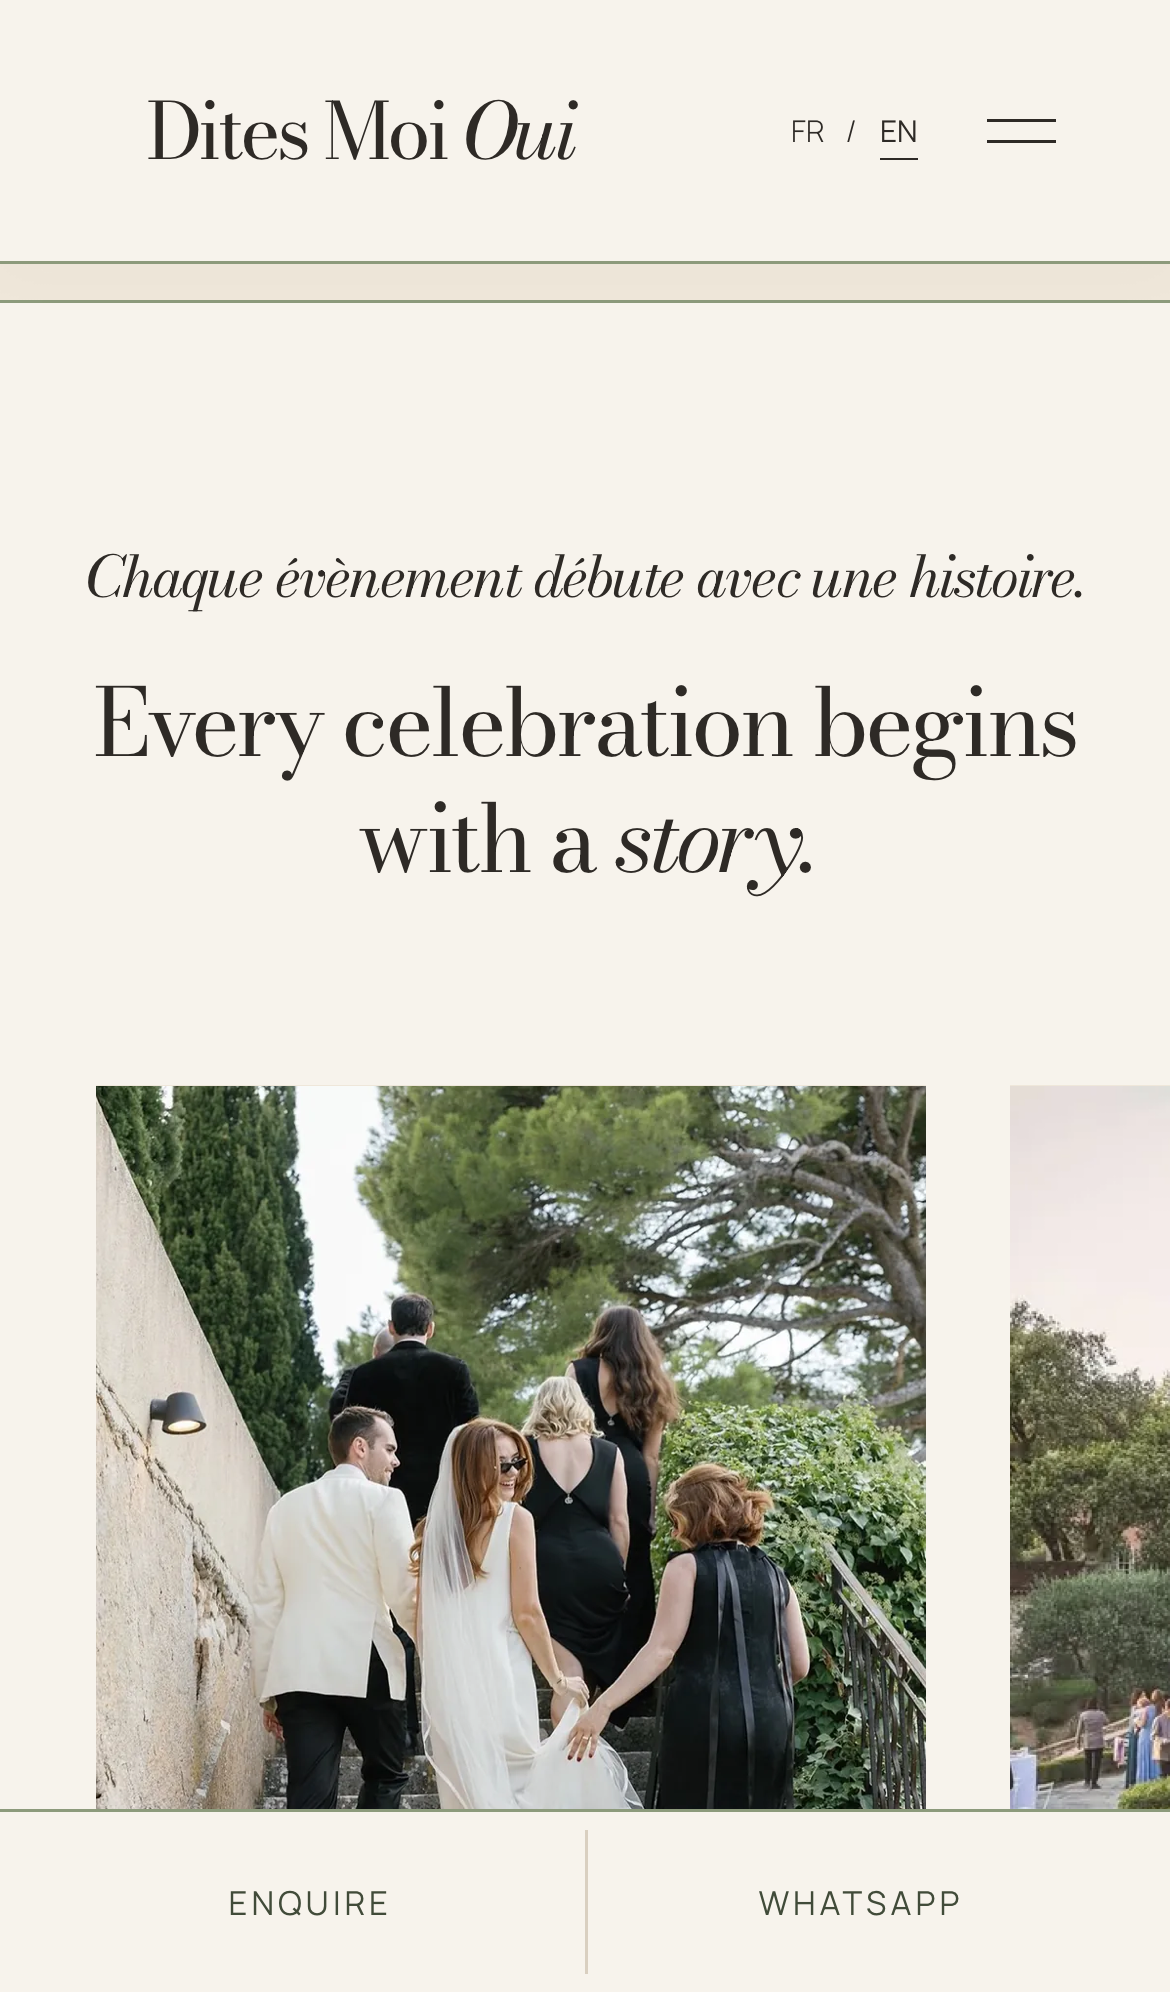 Dites Moi Oui
FR / EN
Chaque évènement débute avec une histoire.
Every celebration begins
with a story.
ENQUIRE
WHATSAPP